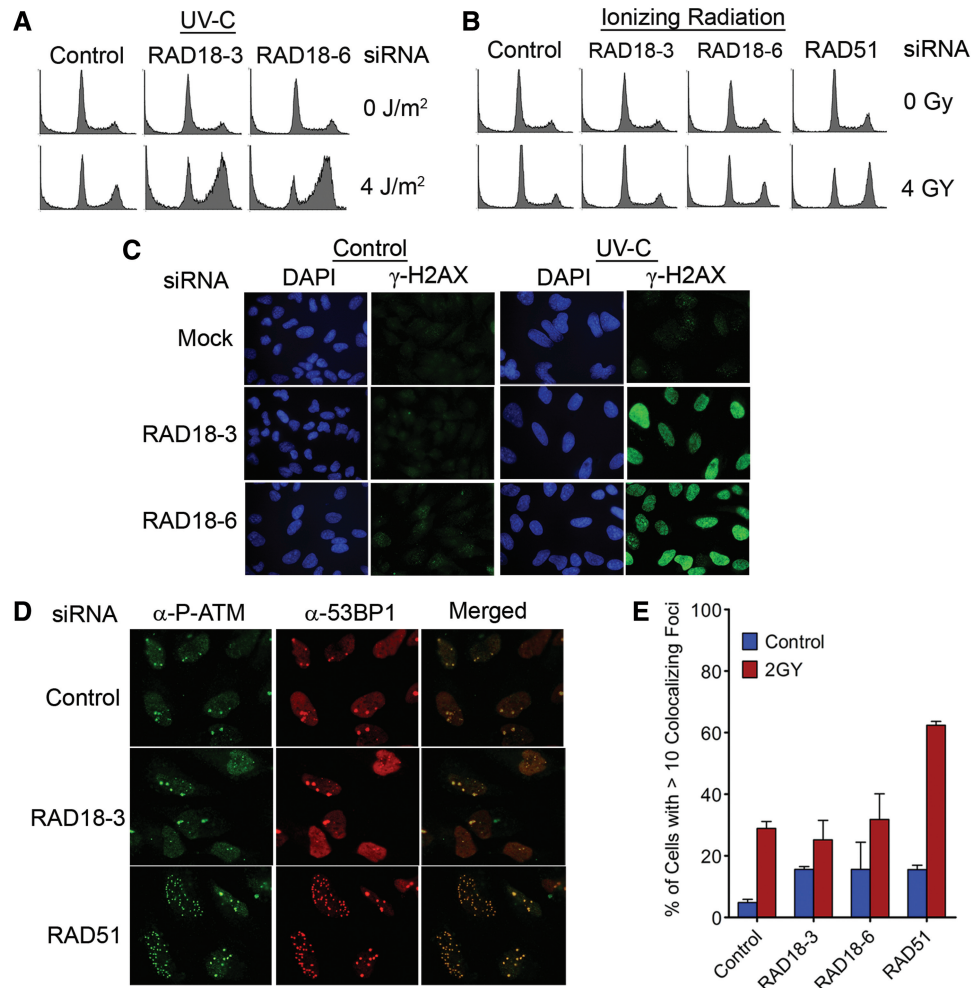 A
UV-C
Control RAD18-3 RAD18-6 siRNA
0 J/m²
4 J/m²
B
Ionizing Radiation
Control RAD18-3 RAD18-6 RAD51 siRNA
0 Gy
4 GY
C
Control UV-C
siRNA DAPI γ-H2AX DAPI γ-H2AX
Mock
RAD18-3
RAD18-6
D
siRNA α-P-ATM α-53BP1 Merged
Control
RAD18-3
RAD51
E
% of Cells with > 10 Colocalizing Foci
100
80
60
40
20
0
Control
2GY
Control RAD18-3 RAD18-6 RAD51